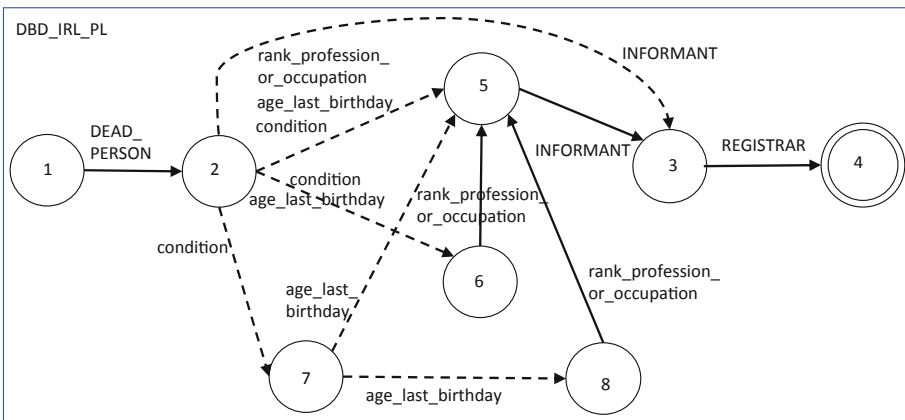 DBD_IRL_PL
rank_profession_
or_occupation
INFORMANT
age_last_birthday
condition
5
DEAD_
PERSON
1
2
INFORMANT
3
REGISTRAR
4
condition
age_last_birthday
rank_profession_
or_occupation
condition
6
rank_profession_
or_occupation
age_last_
birthday
7
age_last_birthday
8